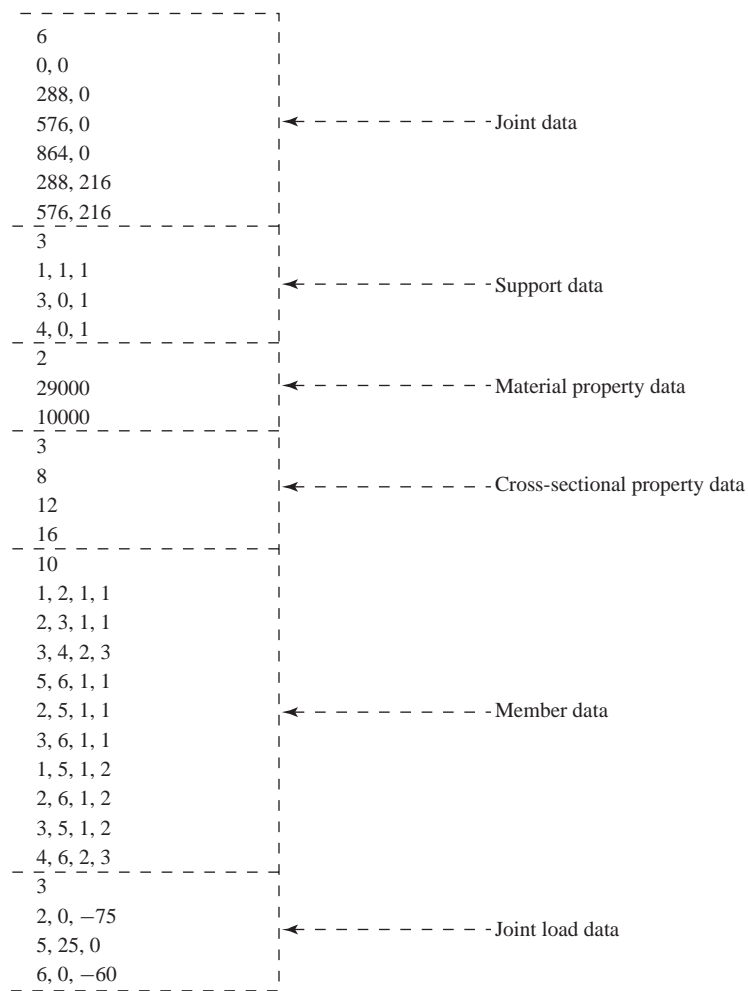 6
0, 0
288, 0
576, 0
Joint data
864, 0
288, 216
576, 216
3
1, 1, 1
Support data
3, 0, 1
4, 0, 1
2
29000
Material property data
10000
3
8
Cross-sectional property data
12
16
10
1, 2, 1, 1
2, 3, 1, 1
3, 4, 2, 3
5, 6, 1, 1
2, 5, 1, 1
Member data
3, 6, 1, 1
1, 5, 1, 2
2, 6, 1, 2
3, 5, 1, 2
4, 6, 2, 3
3
2, 0, −75
5, 25, 0
Joint load data
6, 0, −60